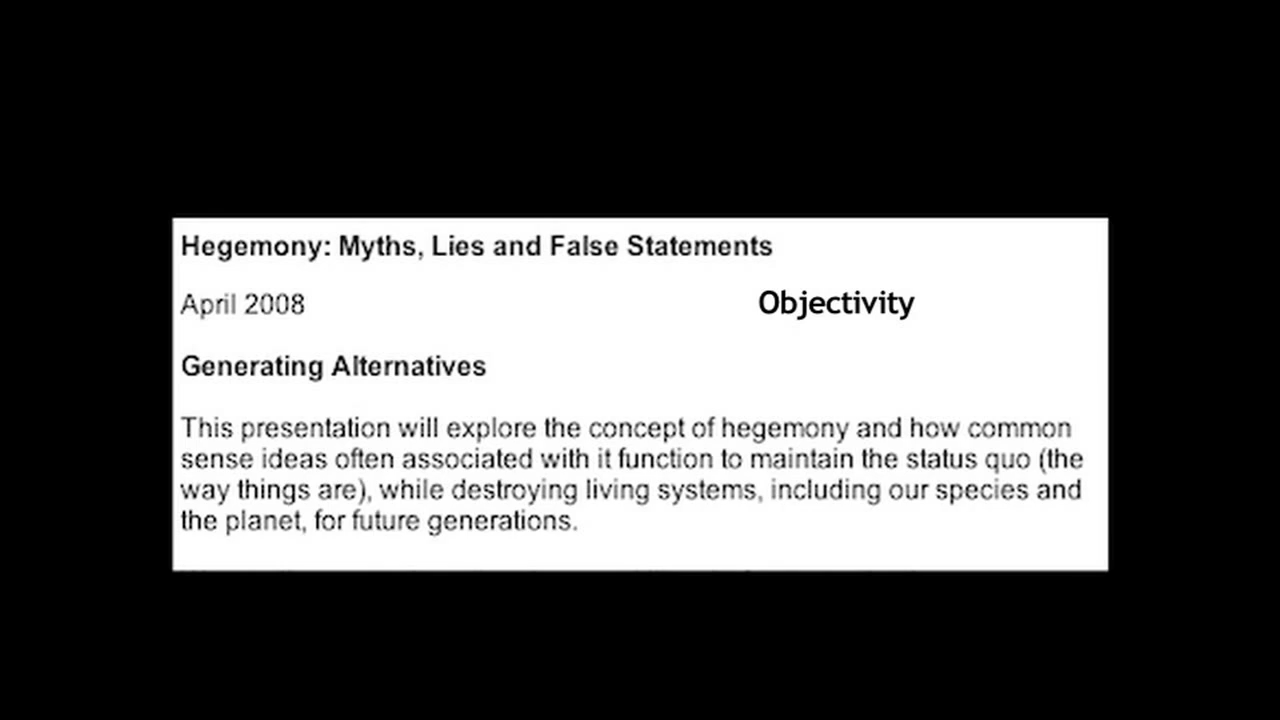 Hegemony: Myths, Lies and False Statements
April 2008
Objectivity
Generating Alternatives
This presentation will explore the concept of hegemony and how common
sense ideas often associated with it function to maintain the status quo (the
way things are), while destroying living systems, including our species and
the planet, for future generations.